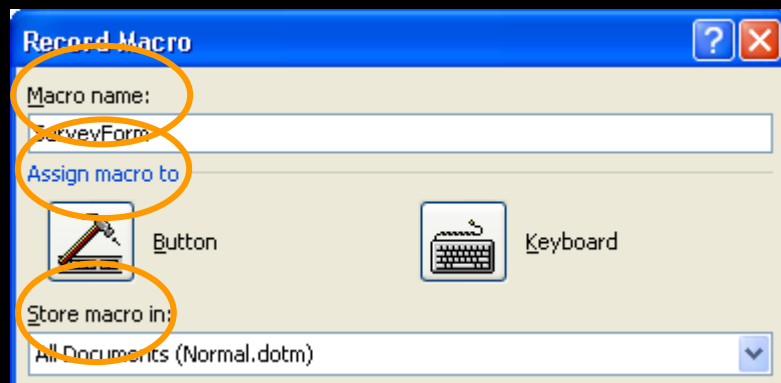 Record Macro
Macro name:
SurveyForm
Assign macro to
Button
Keyboard
Store macro in:
All Documents (Normal.dotm)